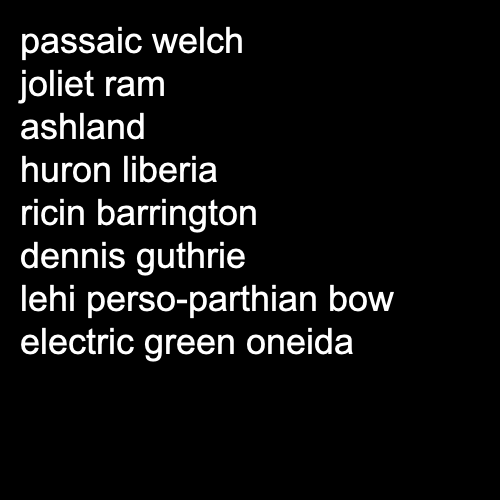 passaic welch
joliet ram
ashland
huron liberia
ricin barrington
dennis guthrie
lehi perso-parthian bow
electric green oneida